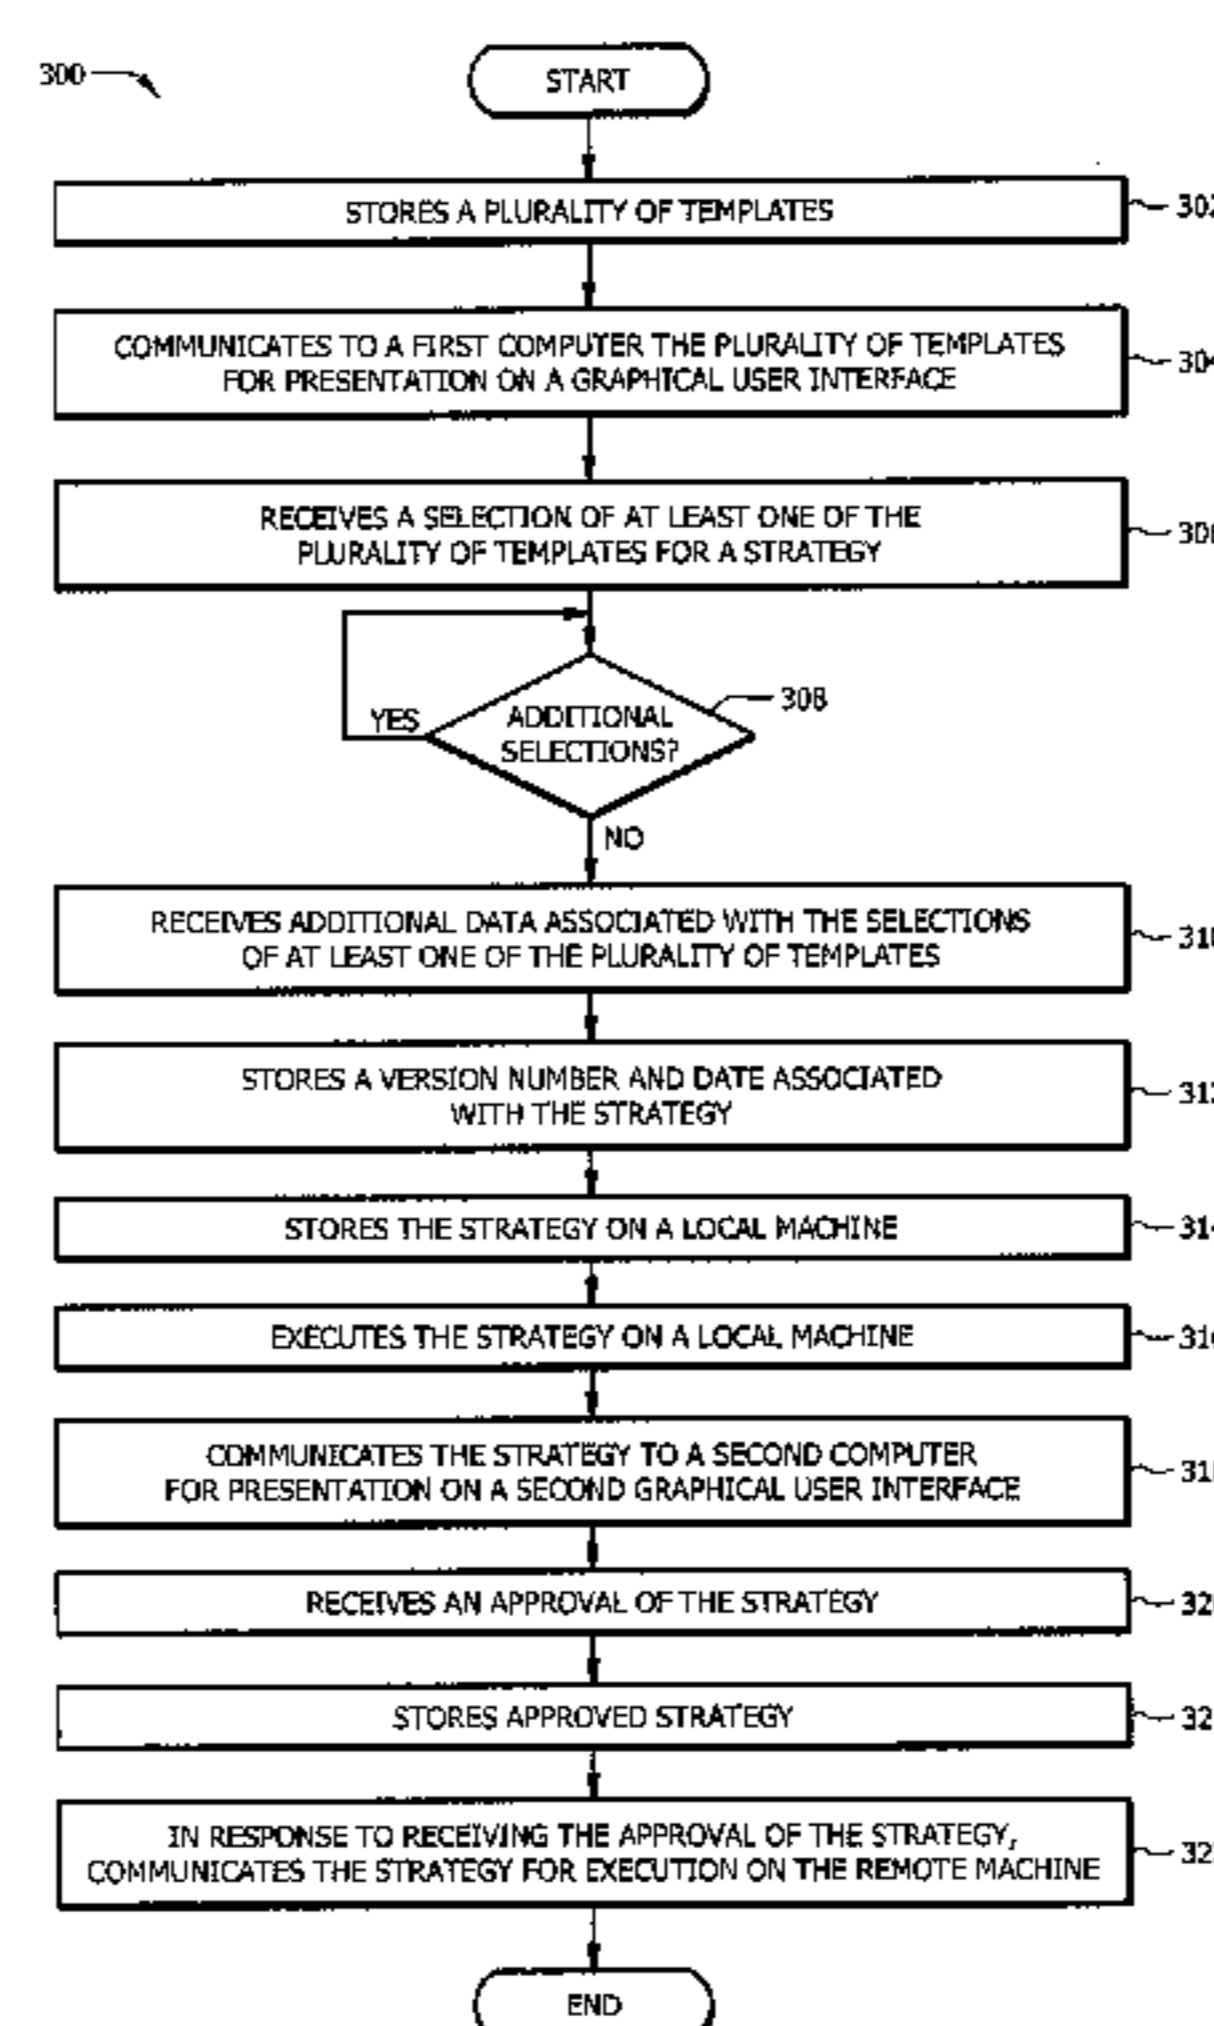 300
START
STORES A PLURALITY OF TEMPLATES
COMMUNICATES TO A FIRST COMPUTER THE PLURALITY OF TEMPLATES
FOR PRESENTATION ON A GRAPHICAL USER INTERFACE
RECEIVES A SELECTION OF AT LEAST ONE OF THE
PLURALITY OF TEMPLATES FOR A STRATEGY
308
YES
ADDITIONAL
SELECTIONS?
NO
RECEIVES ADDITIONAL DATA ASSOCIATED WITH THE SELECTIONS
OF AT LEAST ONE OF THE PLURALITY OF TEMPLATES
STORES A VERSION NUMBER AND DATE ASSOCIATED
WITH THE STRATEGY
STORES THE STRATEGY ON A LOCAL MACHINE
EXECUTES THE STRATEGY ON A LOCAL MACHINE
COMMUNICATES THE STRATEGY TO A SECOND COMPUTER
FOR PRESENTATION ON A SECOND GRAPHICAL USER INTERFACE
RECEIVES AN APPROVAL OF THE STRATEGY
STORES APPROVED STRATEGY
IN RESPONSE TO RECEIVING THE APPROVAL OF THE STRATEGY,
COMMUNICATES THE STRATEGY FOR EXECUTION ON THE REMOTE MACHINE
END